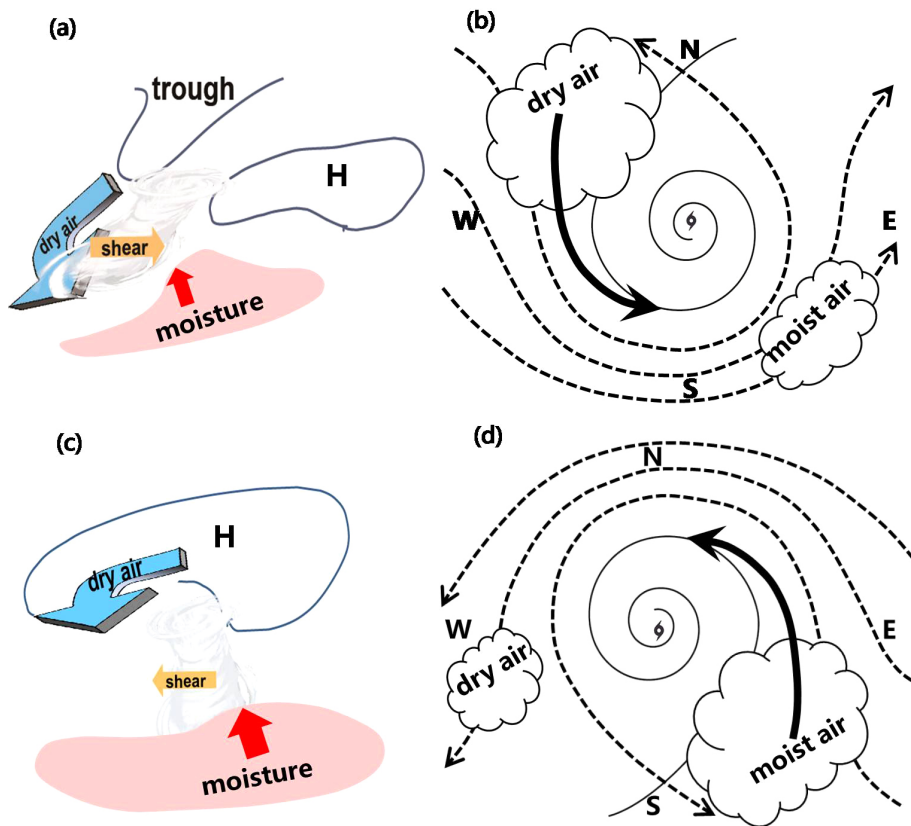 (a)
trough
H
dry air
shear
moisture
(b)
N
dry air
W
E
moist air
S
(c)
H
dry air
shear
moisture
(d)
N
W
E
dry air
moist air
S